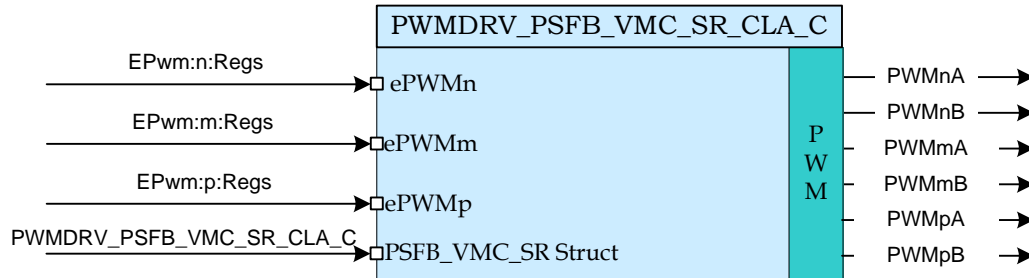 PWMDRV_PSFB_VMC_SR_CLA_C
EPwm:n:Regs
ePWMn
EPwm:m:Regs
ePWMm
EPwm:p:Regs
ePWMp
PWMDRV_PSFB_VMC_SR_CLA_C
PSFB_VMC_SR Struct
P
W
M
PWMnA
PWMnB
PWMmA
PWMmB
PWMpA
PWMpB